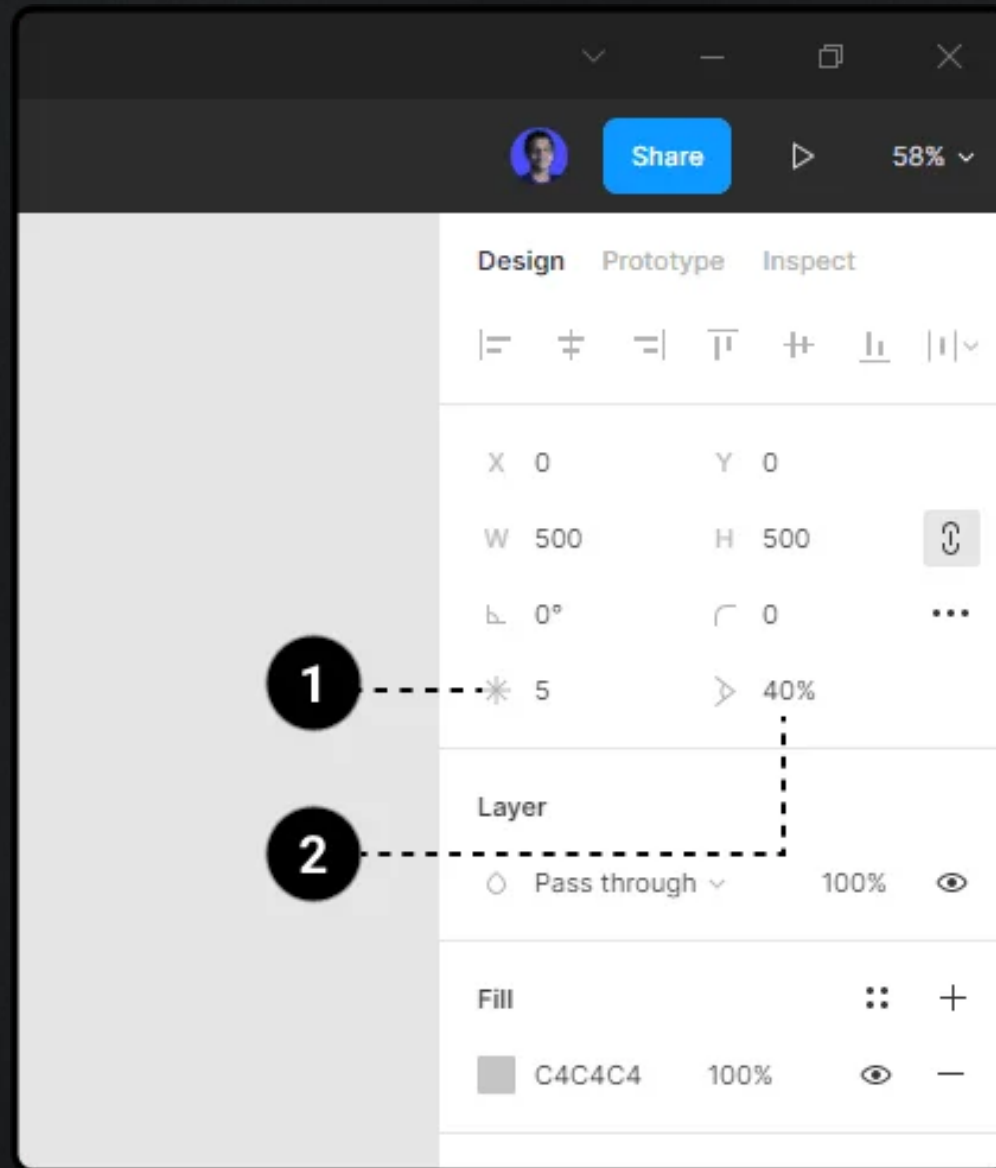 Share 58%
Design Prototype Inspect
X 0 Y 0
W 500 H 500
0° 0
1 5 40%
Layer
2
Pass through 100%
Fill
C4C4C4 100%